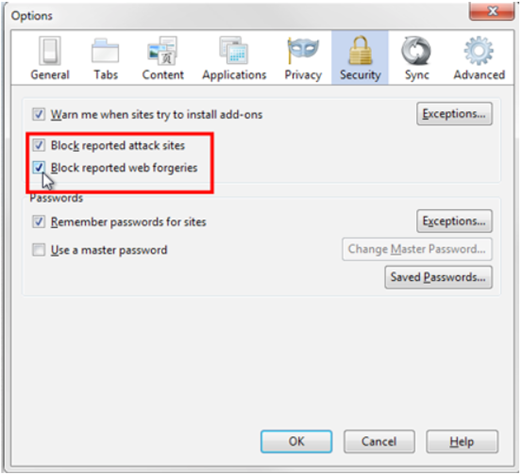 Options
General Tabs Content Applications Privacy Security Sync Advanced
Warn me when sites try to install add-ons Exceptions...
Block reported attack sites
Block reported web forgeries
Passwords
Remember passwords for sites Exceptions...
Use a master password Change Master Password...
Saved Passwords...
OK Cancel Help